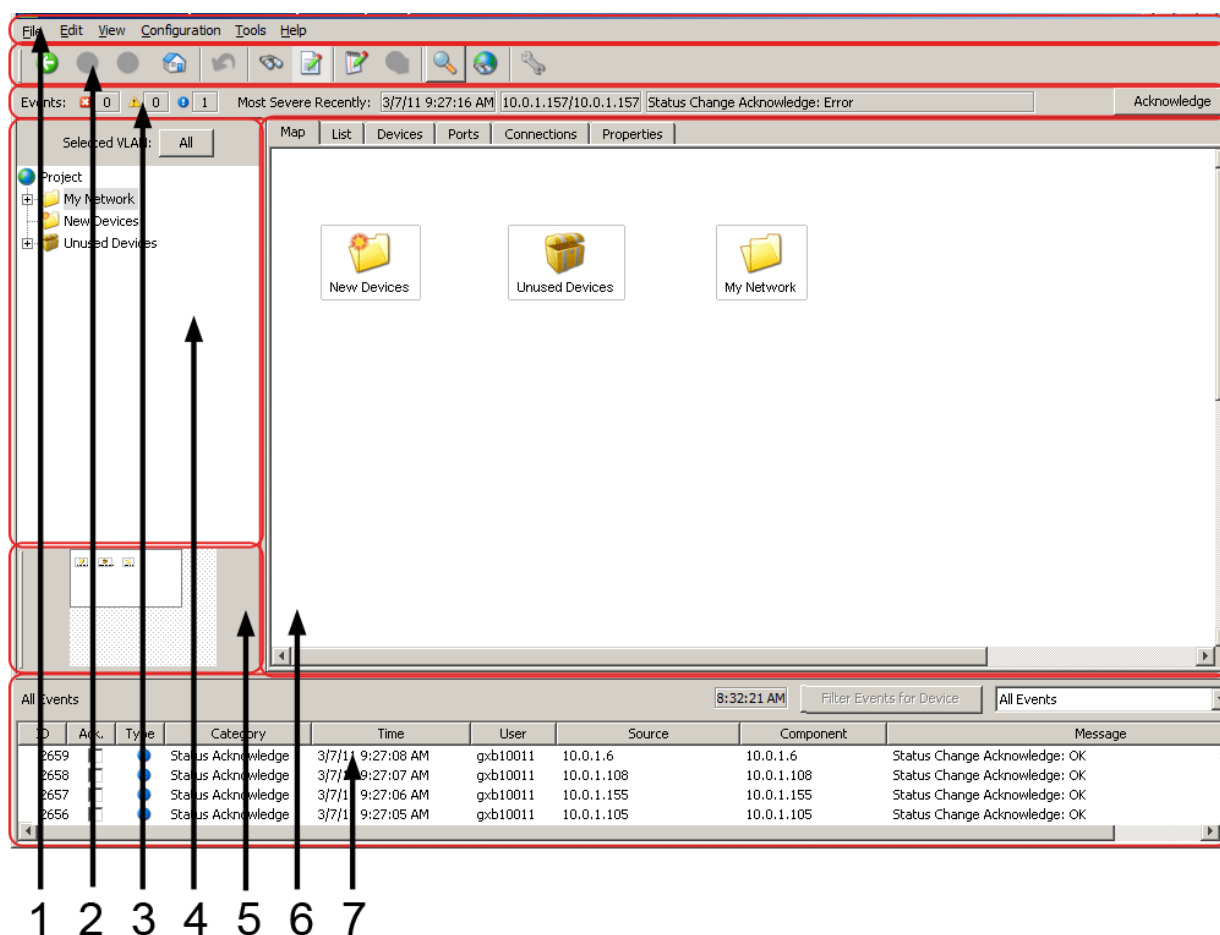 File Edit View Configuration Tools Help
Events: 0 0 1 Most Severe Recently: 3/7/11 9:27:16 AM 10.0.1.157/10.0.1.157 Status Change Acknowledge: Error Acknowledge
Selected VLAN: All
Map List Devices Ports Connections Properties
Project
My Network
New Devices
Unused Devices
New Devices Unused Devices My Network
All Events 8:32:21 AM Filter Events for Device All Events
ID Ack. Type Category Time User Source Component Message
2659 Status Acknowledge 3/7/11 9:27:08 AM gxb10011 10.0.1.6 10.0.1.6 Status Change Acknowledge: OK
2658 Status Acknowledge 3/7/11 9:27:07 AM gxb10011 10.0.1.108 10.0.1.108 Status Change Acknowledge: OK
2657 Status Acknowledge 3/7/11 9:27:06 AM gxb10011 10.0.1.155 10.0.1.155 Status Change Acknowledge: OK
2656 Status Acknowledge 3/7/11 9:27:05 AM gxb10011 10.0.1.105 10.0.1.105 Status Change Acknowledge: OK
1 2 3 4 5 6 7